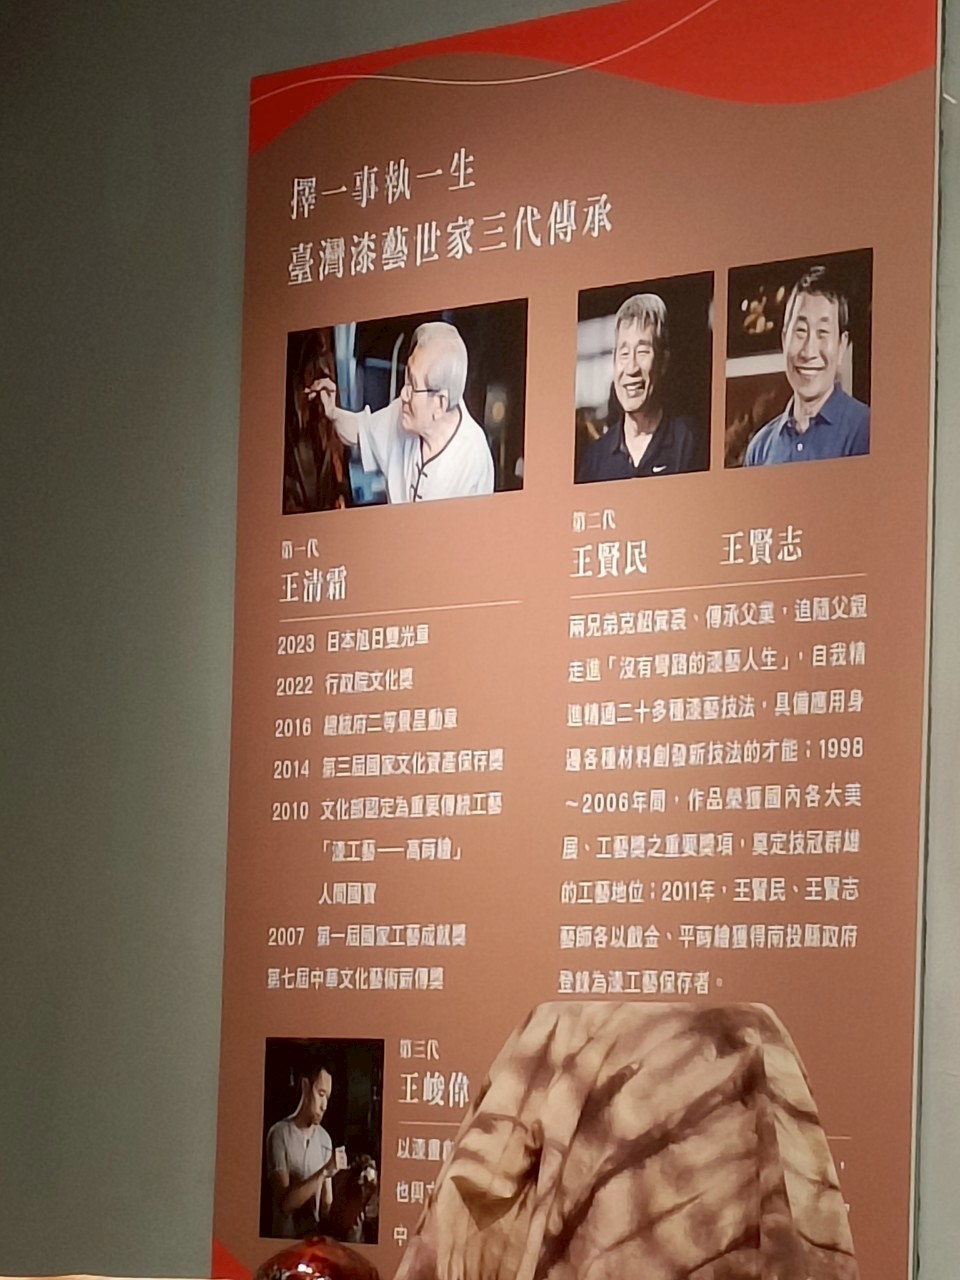 擇一事執一生
臺灣漆藝世家三代傳承
第一代
王清霜
2023 日本旭日雙光章
2022 行政院文化獎
2016 總統府二等景星勳章
2014 第三屆國家文化資產保存獎
2010 文化部認定為重要傳統工藝
「漆工藝——髙蒔繪」
人間國寶
2007 第一屆國家工藝成就獎
第七屆中華文化藝術薪傳獎
第二代
王賢民 王賢志
兩兄弟克紹箕裘、傳承父業，追隨父親
走進「沒有彎路的漆藝人生」，自我精
進精通二十多種漆藝技法，具備應用身
邊各種材料創發新技法的才能；1998
～2006年間，作品榮獲國內各大美
展、工藝獎之重要獎項，奠定技冠群雄
的工藝地位；2011年，王賢民、王賢志
藝師各以戧金、平蒔繪獲得南投縣政府
登錄為漆工藝保存者。
第三代
王峻偉
以漆畫
也與
中